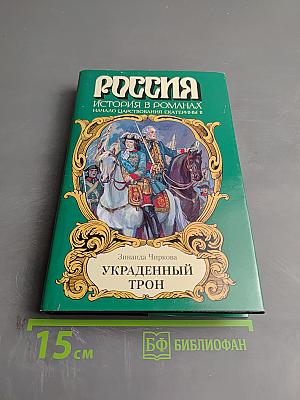 РОССИЯ
ИСТОРИЯ В РОМАНАХ
НАЧАЛО ЦАРСТВОВАНИЯ ЕКАТЕРИНЫ II
Зинаида Чиркова
УКРАДЕННЫЙ
ТРОН
15 см
БФ БИБЛИОФАН